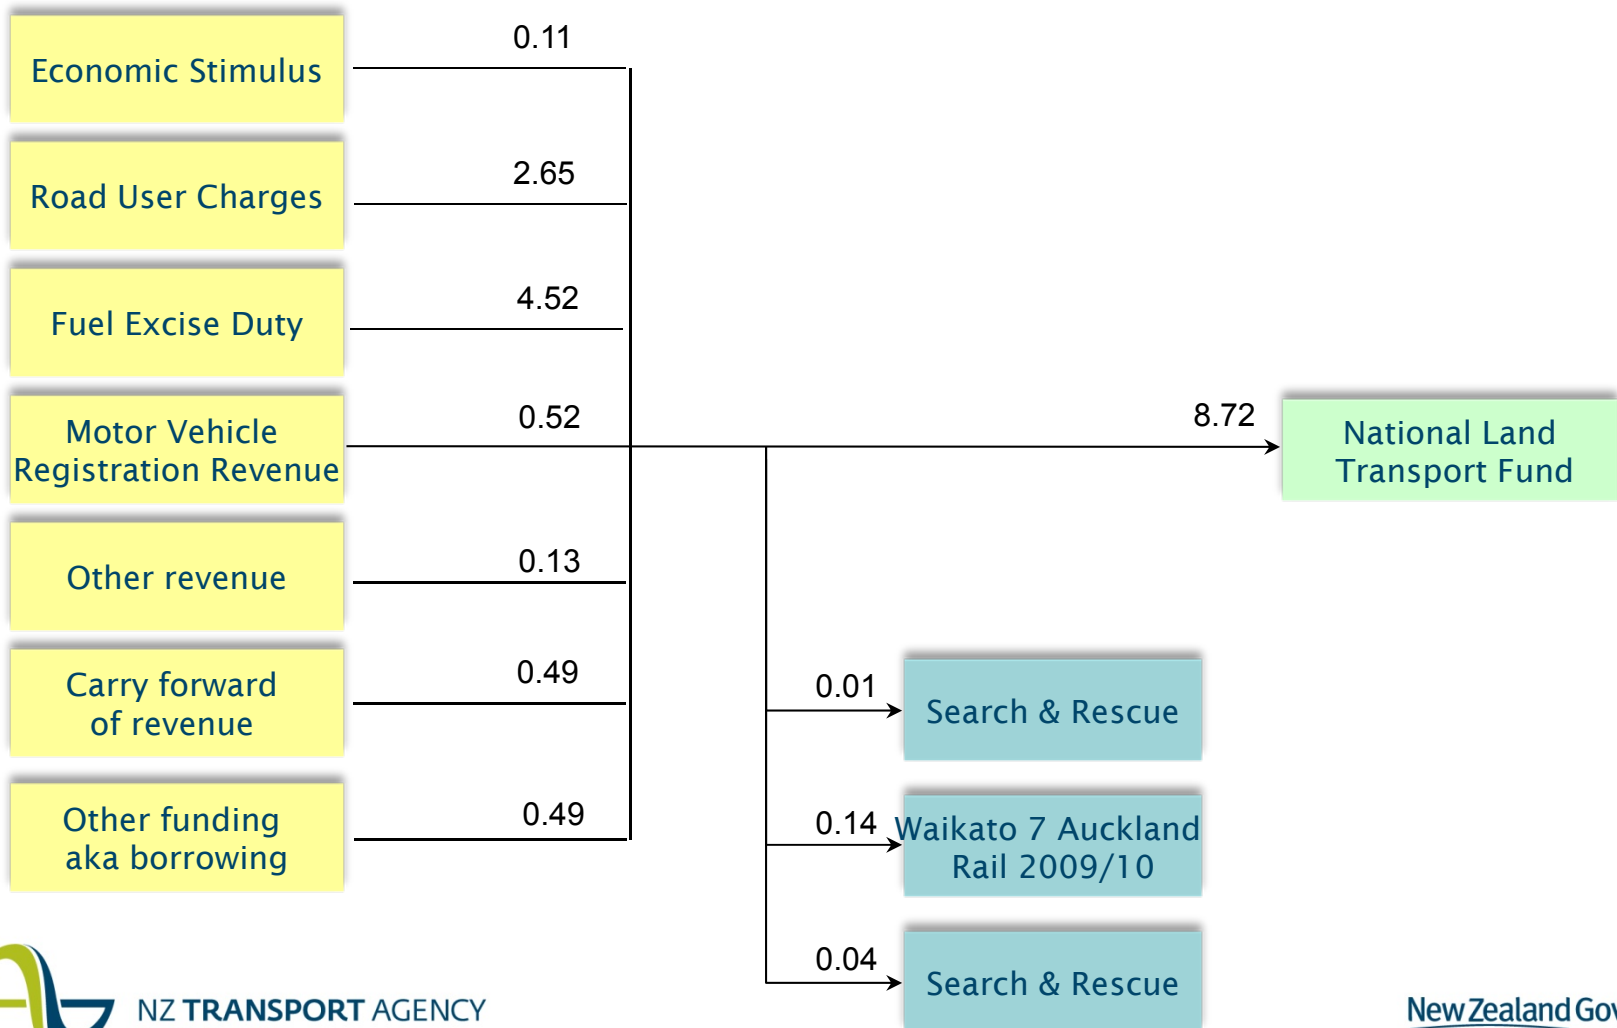 0.11
Economic Stimulus
2.65
Road User Charges
4.52
Fuel Excise Duty
0.52
Motor Vehicle
Registration Revenue
8.72
National Land
Transport Fund
0.13
Other revenue
0.49
Carry forward
of revenue
0.01
Search & Rescue
0.49
Other funding
aka borrowing
0.14
Waikato 7 Auckland
Rail 2009/10
0.04
Search & Rescue
NZ TRANSPORT AGENCY
New Zealand Gov